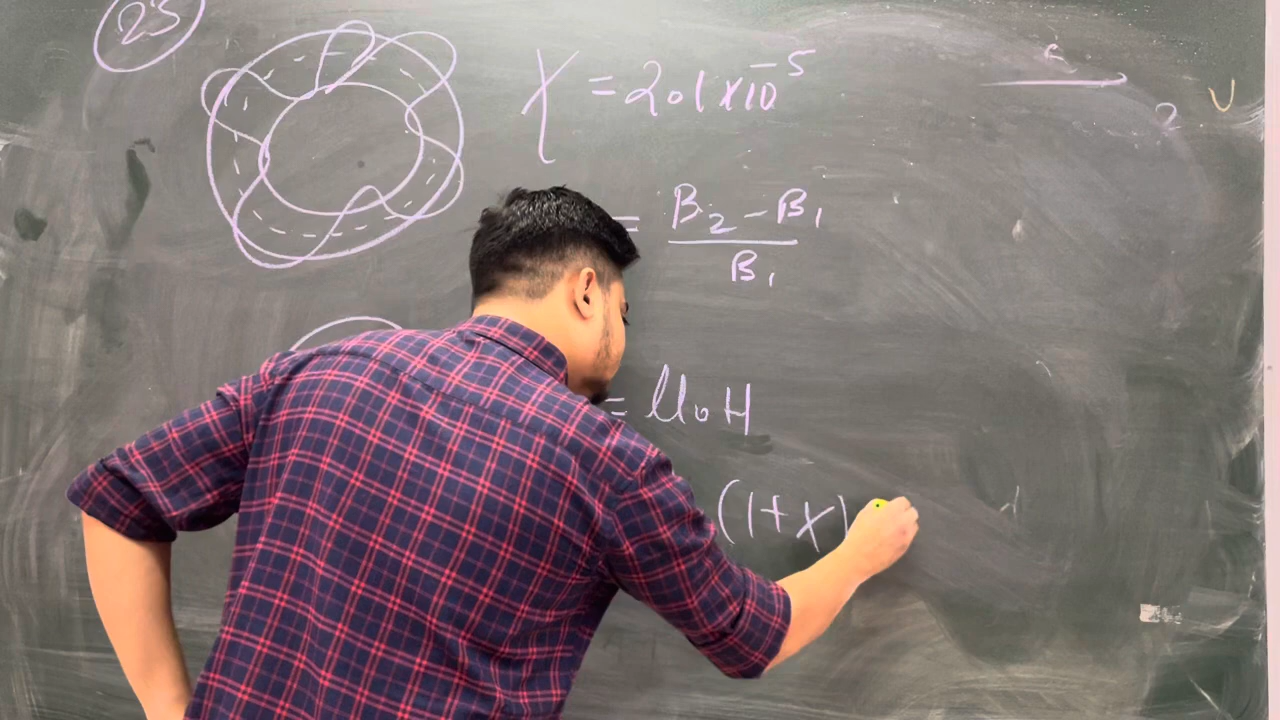 23
χ = 2.1 × 10⁻⁵
= B₂ - B₁ / B₁
= μ₀H
(1 + χ)